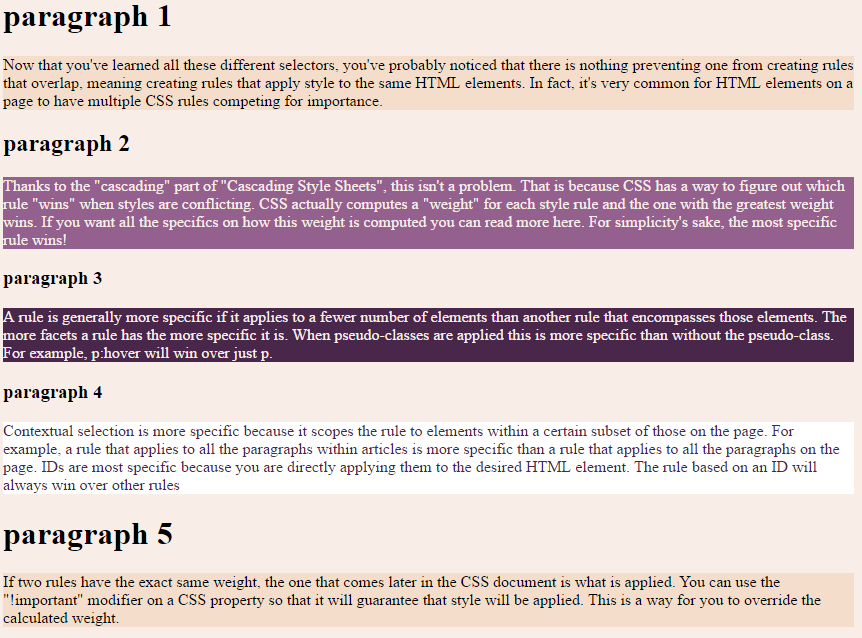 paragraph 1
Now that you've learned all these different selectors, you've probably noticed that there is nothing preventing one from creating rules
that overlap, meaning creating rules that apply style to the same HTML elements. In fact, it's very common for HTML elements on a
page to have multiple CSS rules competing for importance.
paragraph 2
Thanks to the "cascading" part of "Cascading Style Sheets", this isn't a problem. That is because CSS has a way to figure out which
rule "wins" when styles are conflicting. CSS actually computes a "weight" for each style rule and the one with the greatest weight
wins. If you want all the specifics on how this weight is computed you can read more here. For simplicity's sake, the most specific
rule wins!
paragraph 3
A rule is generally more specific if it applies to a fewer number of elements than another rule that encompasses those elements. The
more facets a rule has the more specific it is. When pseudo-classes are applied this is more specific than without the pseudo-class.
For example, p:hover will win over just p.
paragraph 4
Contextual selection is more specific because it scopes the rule to elements within a certain subset of those on the page. For
example, a rule that applies to all the paragraphs within articles is more specific than a rule that applies to all the paragraphs on the
page. IDs are most specific because you are directly applying them to the desired HTML element. The rule based on an ID will
always win over other rules
paragraph 5
If two rules have the exact same weight, the one that comes later in the CSS document is what is applied. You can use the
"!important" modifier on a CSS property so that it will guarantee that style will be applied. This is a way for you to override the
calculated weight.